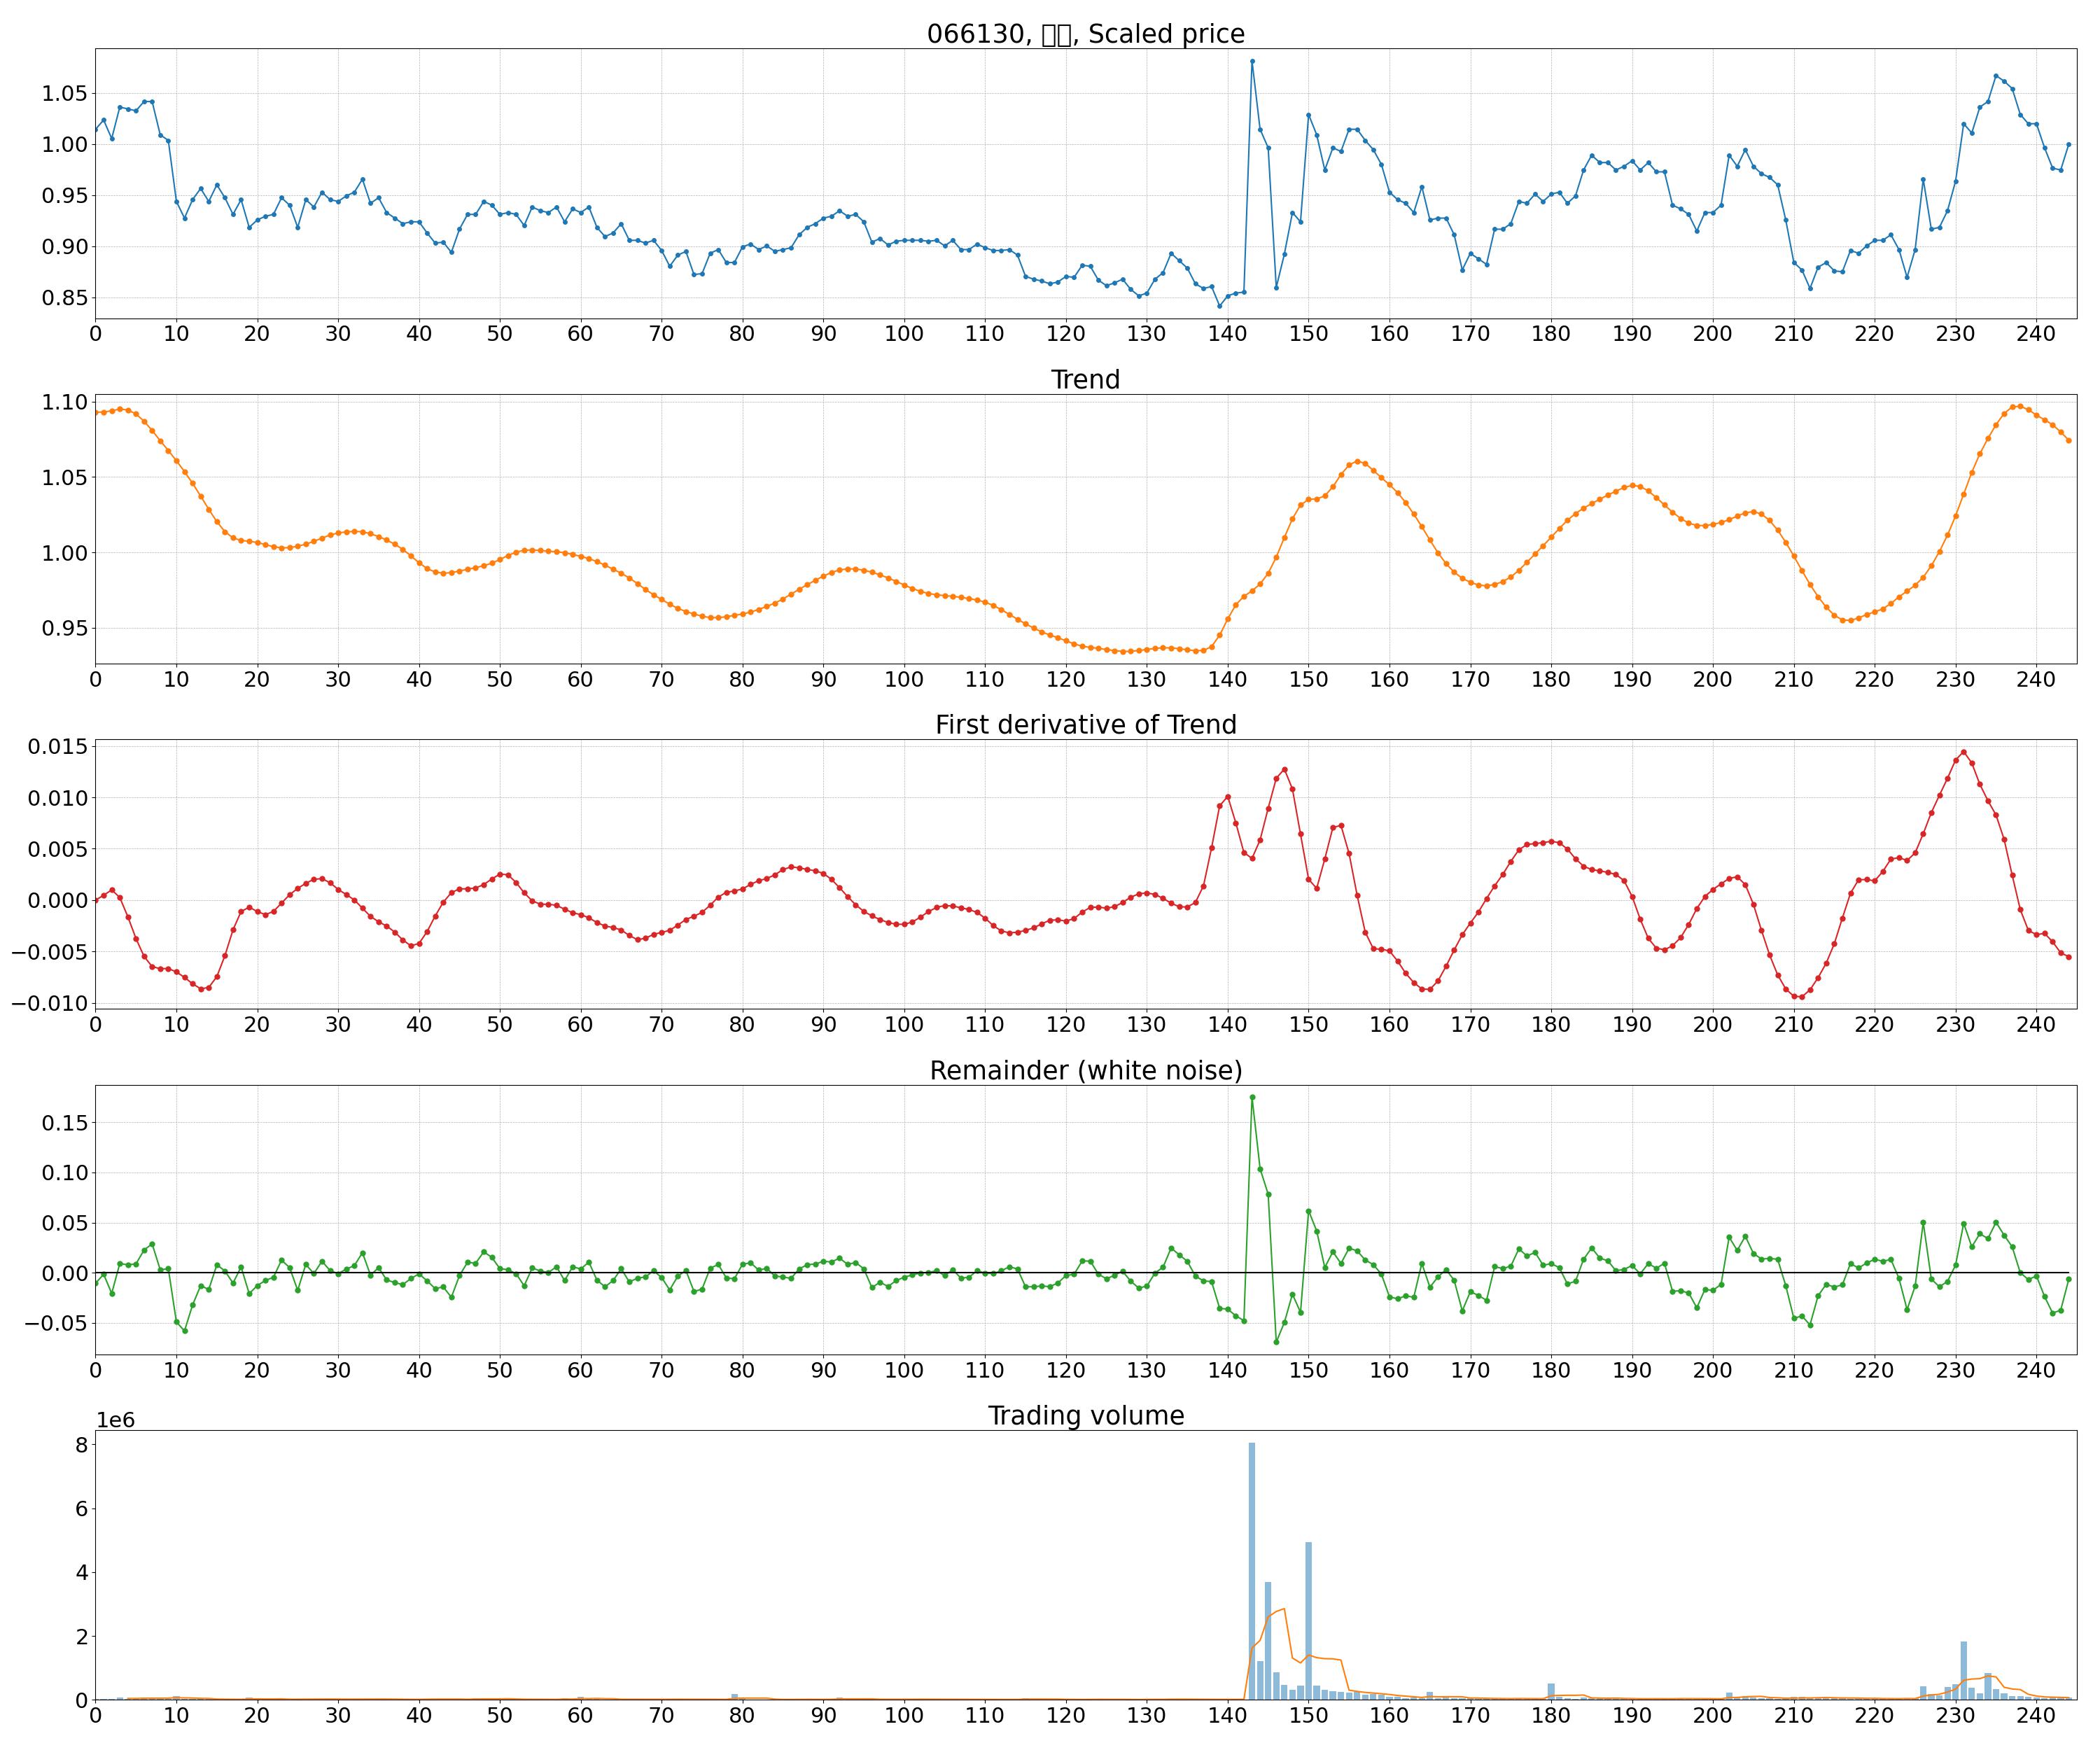 066130, , Scaled price
1.05
1.00
0.95
0.90
0.85
0 10 20 30 40 50 60 70 80 90 100 110 120 130 140 150 160 170 180 190 200 210 220 230 240
Trend
1.10
1.05
1.00
0.95
0 10 20 30 40 50 60 70 80 90 100 110 120 130 140 150 160 170 180 190 200 210 220 230 240
First derivative of Trend
0.015
0.010
0.005
0.000
−0.005
−0.010
0 10 20 30 40 50 60 70 80 90 100 110 120 130 140 150 160 170 180 190 200 210 220 230 240
Remainder (white noise)
0.15
0.10
0.05
0.00
−0.05
0 10 20 30 40 50 60 70 80 90 100 110 120 130 140 150 160 170 180 190 200 210 220 230 240
Trading volume
1e6
8
6
4
2
0
0 10 20 30 40 50 60 70 80 90 100 110 120 130 140 150 160 170 180 190 200 210 220 230 240